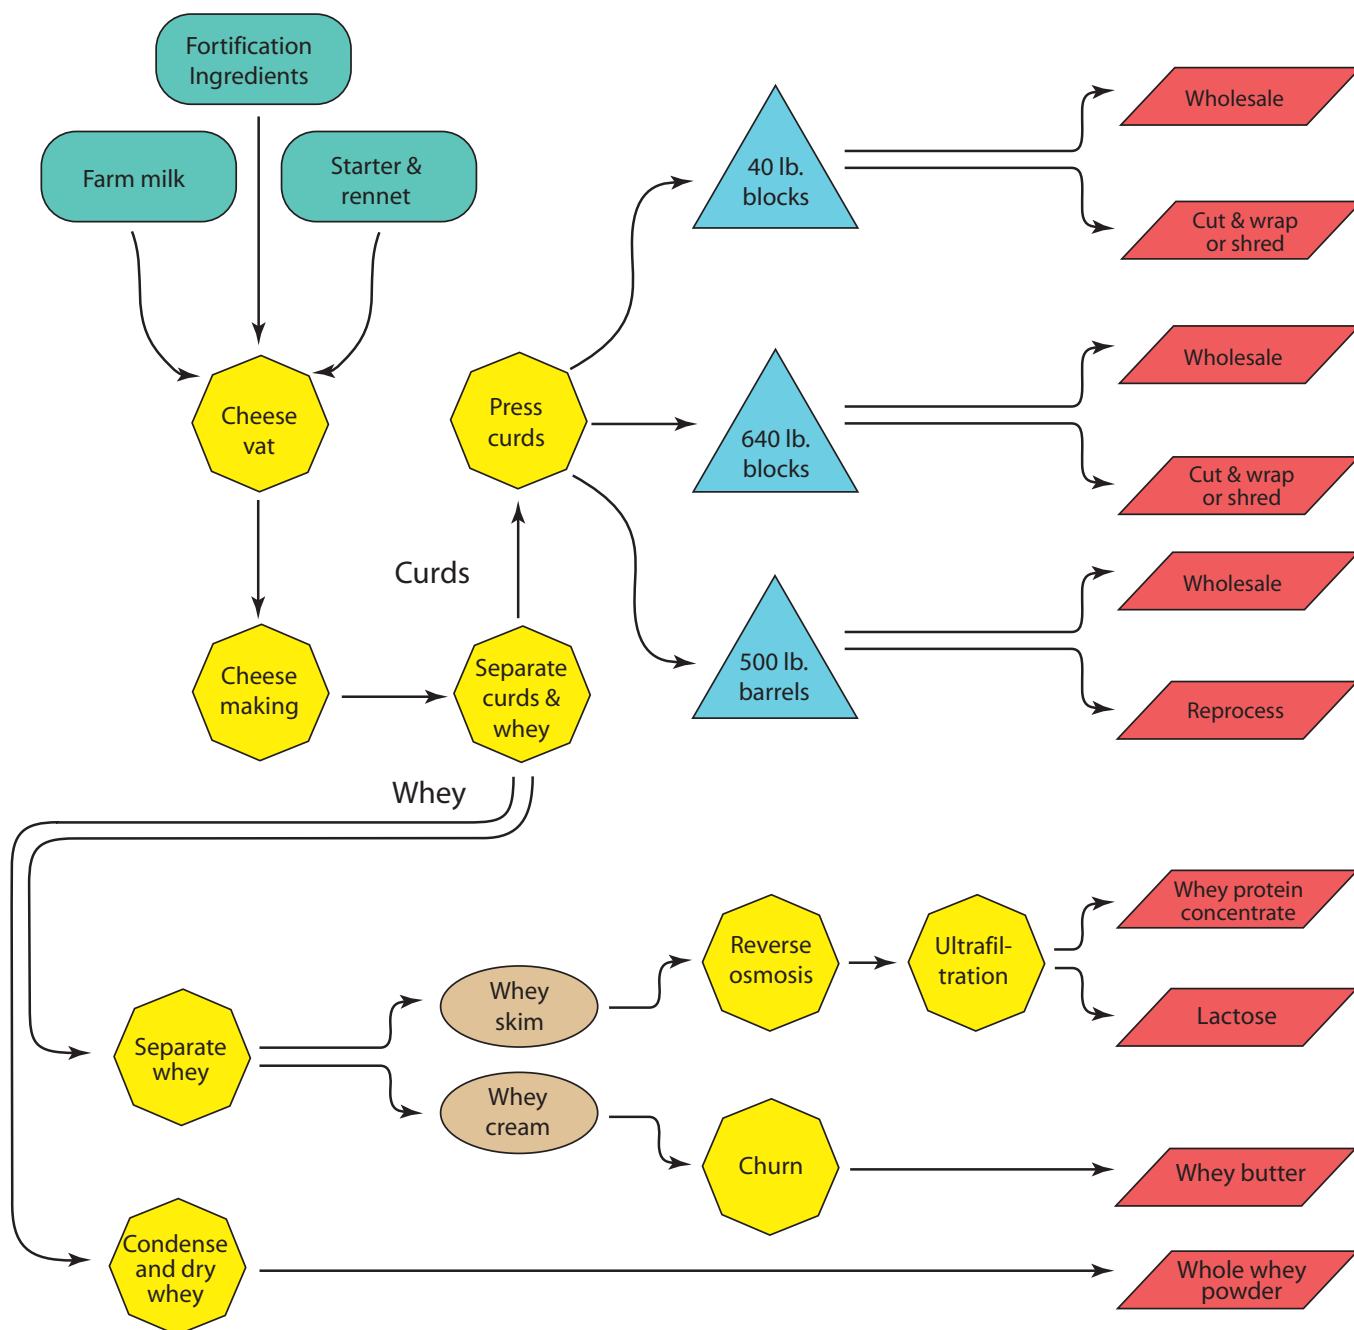 Fortification
Ingredients
Farm milk
Starter &
rennet
Cheese
vat
Cheese
making
Separate
curds &
whey
Curds
Press
curds
40 lb.
blocks
Wholesale
Cut & wrap
or shred
640 lb.
blocks
Wholesale
Cut & wrap
or shred
500 lb.
barrels
Wholesale
Reprocess
Whey
Separate
whey
Whey
skim
Reverse
osmosis
Ultrafil-
tration
Whey protein
concentrate
Lactose
Whey
cream
Churn
Whey butter
Condense
and dry
whey
Whole whey
powder